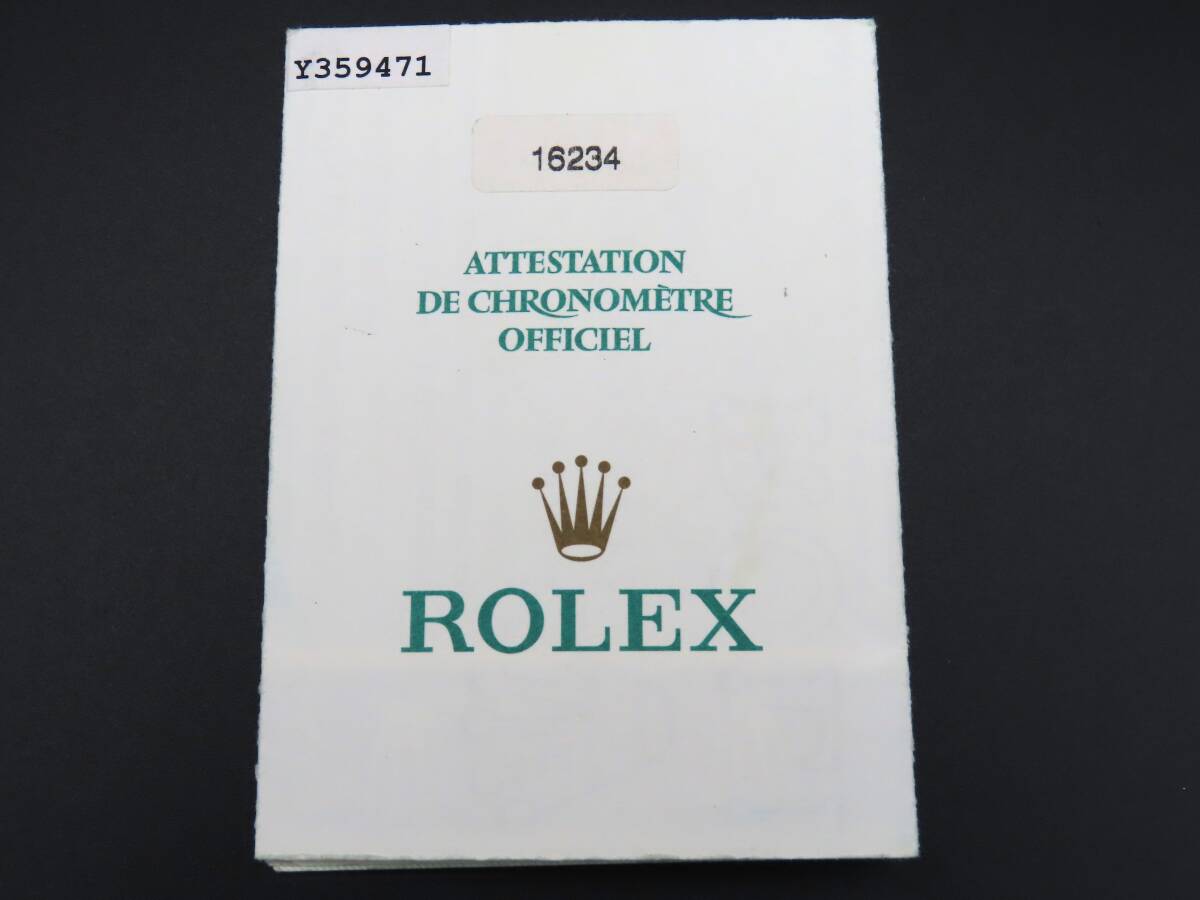 Y359471
16234
ATTESTATION
DE CHRONOMÈTRE
OFFICIEL
ROLEX